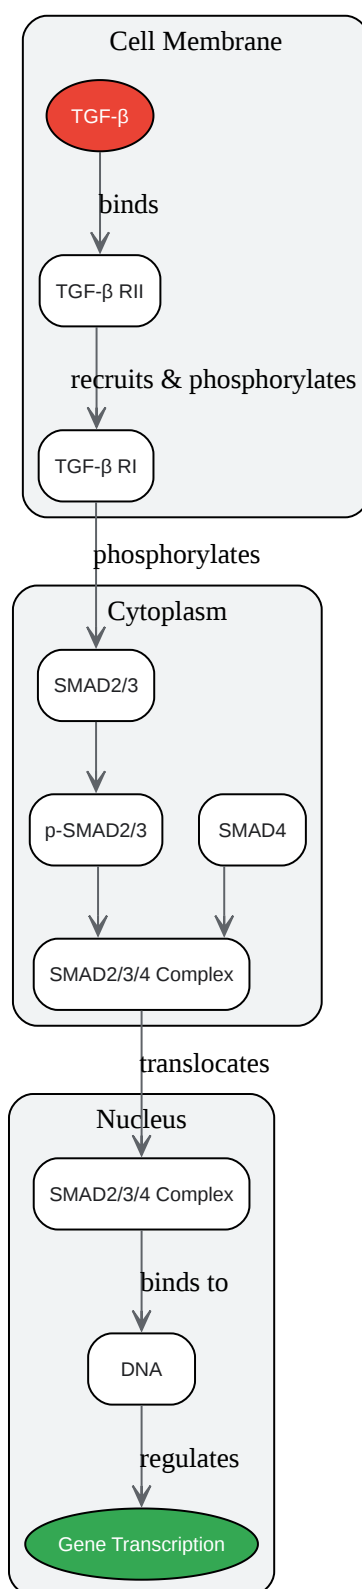 Cell Membrane
TGF-β
binds
TGF-β RII
recruits & phosphorylates
TGF-β RI
phosphorylates
Cytoplasm
SMAD2/3
p-SMAD2/3
SMAD4
SMAD2/3/4 Complex
translocates
Nucleus
SMAD2/3/4 Complex
binds to
DNA
regulates
Gene Transcription